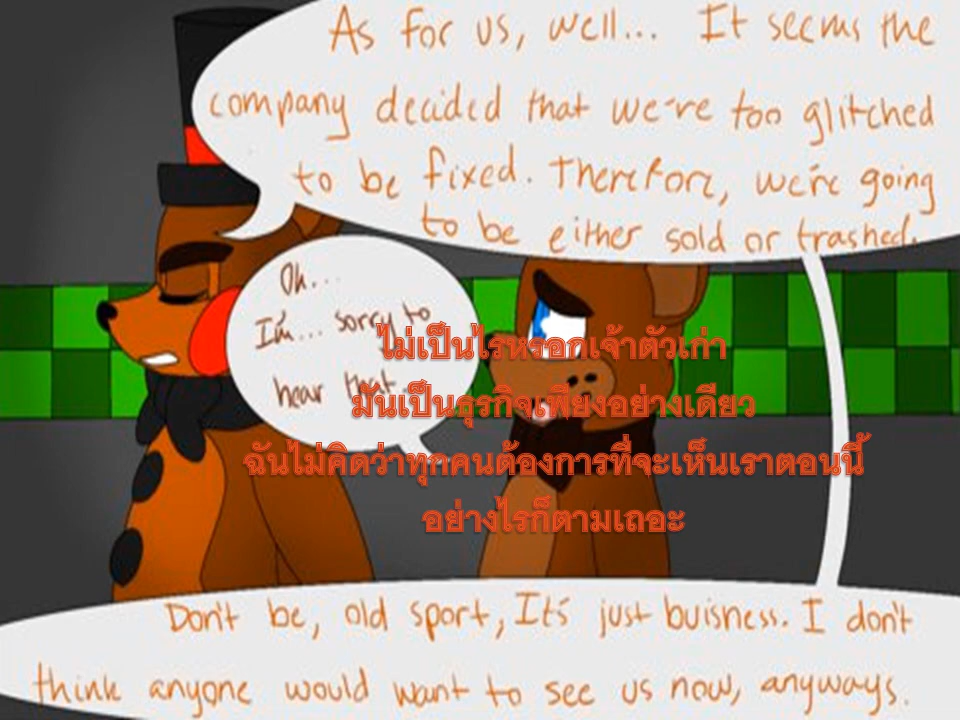 As for us, well... It seems the
company decided that we're too glitched
to be fixed. Therefore, we're going
to be either sold or trashed.
Oh...
I'm... sorry to
hear that
ไม่เป็นไรหรอกเจ้าตัวเก่า
มันเป็นธุรกิจเพียงอย่างเดียว
ฉันไม่คิดว่าทุกคนต้องการที่จะเห็นเราตอนนี้
อย่างไรก็ตามเถอะ
Don't be, old sport, It's just buisness. I don't
think anyone would want to see us now, anyways.